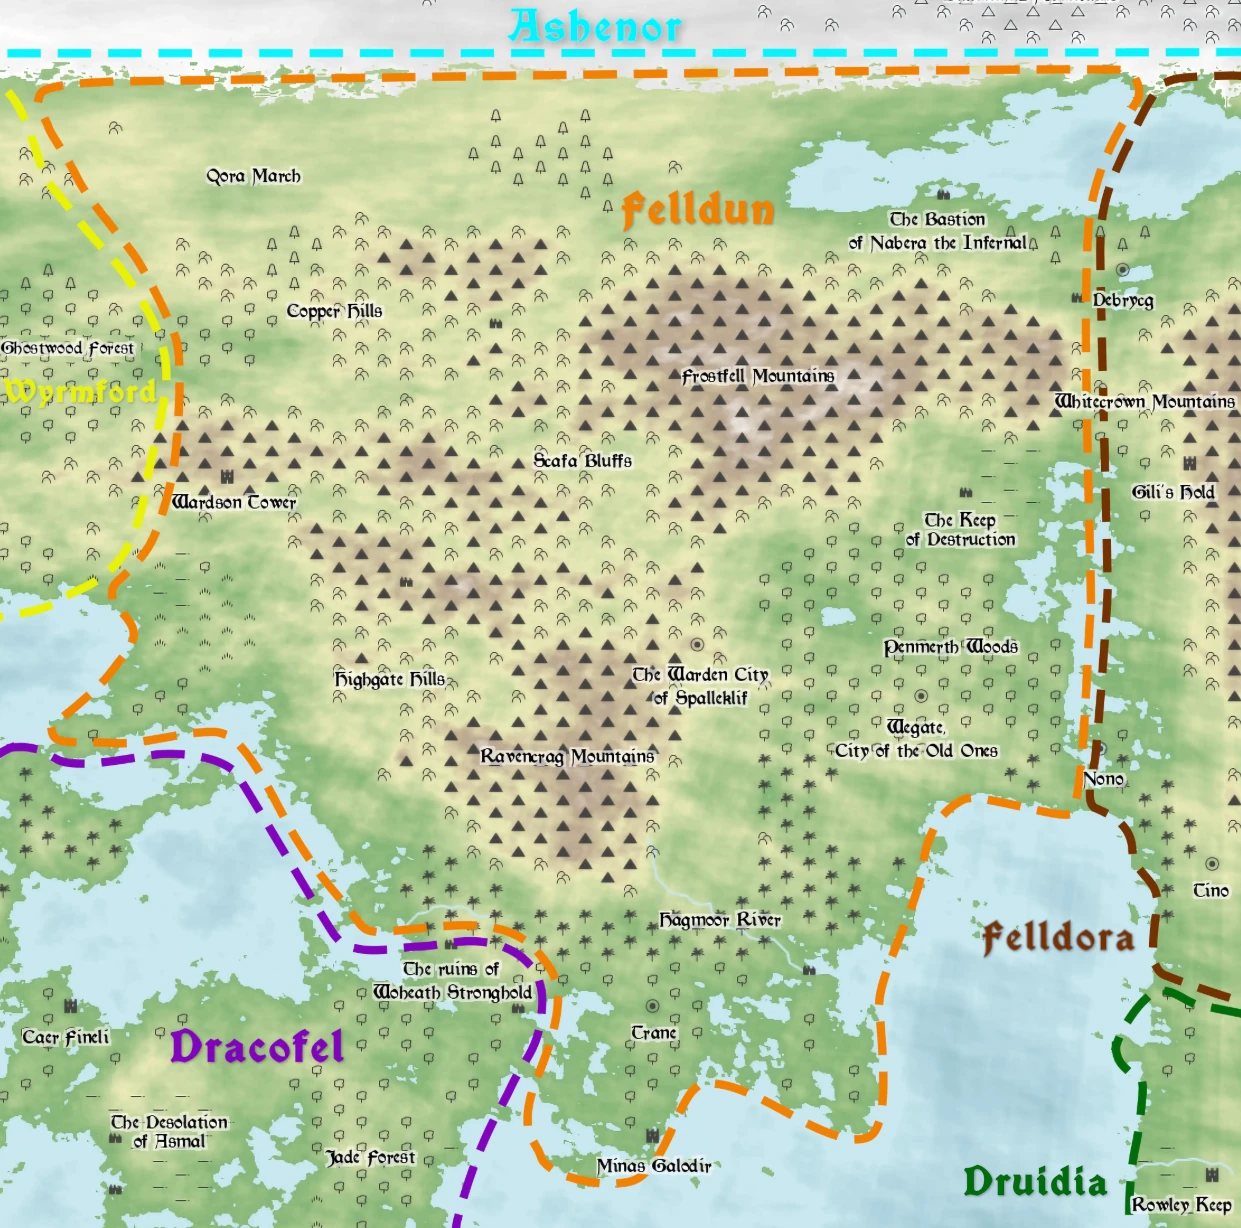 Ashenor
Qora March
Felldun
The Bastion
of Nabera the Infernal
Debrycg
Copper Hills
Ghostwood Forest
Wyrmford
Frostfell Mountains
Whitecrown Mountains
Scafa Bluffs
Wardson Tower
Gili's Hold
The Keep
of Destruction
Penmerth Woods
Highgate Hills
The Warden City
of Spalleklif
Wegate,
City of the Old Ones
Ravencrag Mountains
Nono
Tino
Hagmoor River
Felldora
The ruins of
Woheath Stronghold
Caer Fineli
Dracofel
Trane
The Desolation
of Asmal
Jade Forest
Minas Galodir
Druidia
Rowley Keep